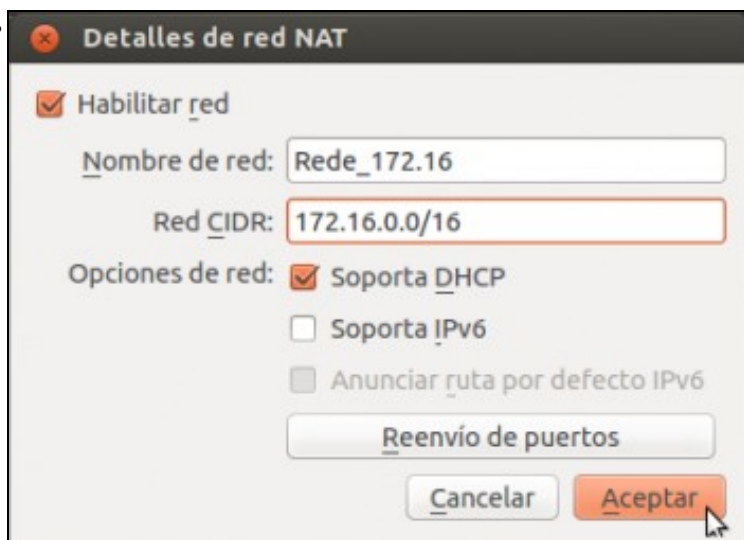 Detalles de red NAT
Habilitar red
Nombre de red: Rede_172.16
Red CIDR: 172.16.0.0/16
Opciones de red: Soporta DHCP
Soporta IPv6
Anunciar ruta por defecto IPv6
Reenvío de puertos
Cancelar Aceptar